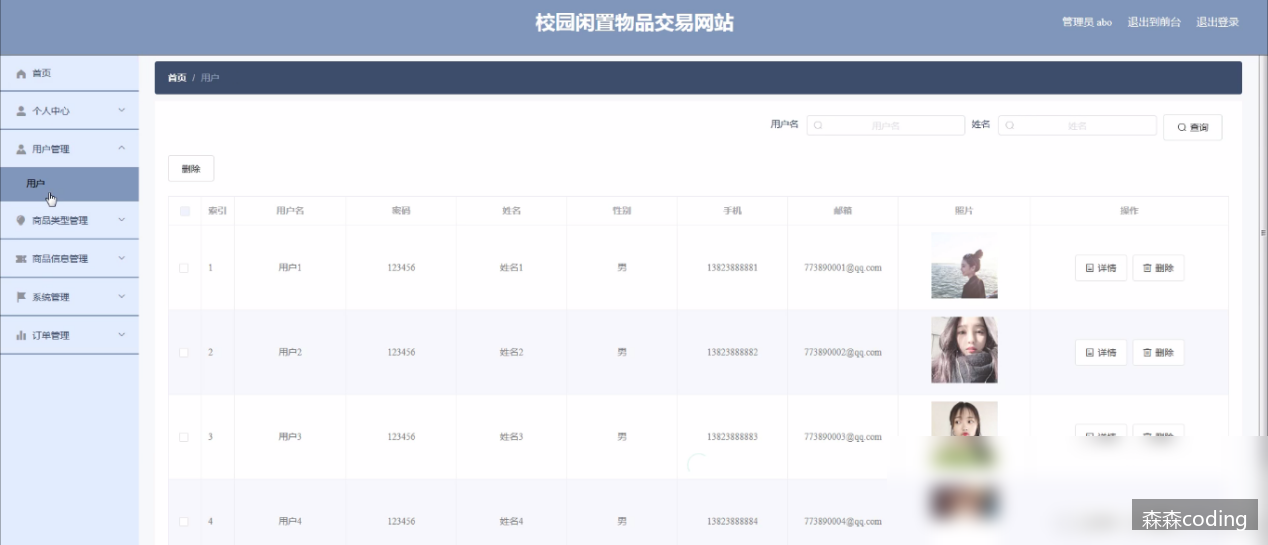 校园闲置物品交易网站
管理员 abo 退出到前台 退出登录
首页
个人中心
用户管理
用户
商品类型管理
商品信息管理
系统管理
订单管理
首页 / 用户
用户名 用户名 姓名 姓名 查询
删除
索引 用户名 密码 姓名 性别 手机 邮箱 照片 操作
1 用户1 123456 姓名1 男 13823888881 773890001@qq.com 详情 删除
2 用户2 123456 姓名2 男 13823888882 773890002@qq.com 详情 删除
3 用户3 123456 姓名3 男 13823888883 773890003@qq.com
4 用户4 123456 姓名4 男 13823888884 773890004@qq.com
森森coding